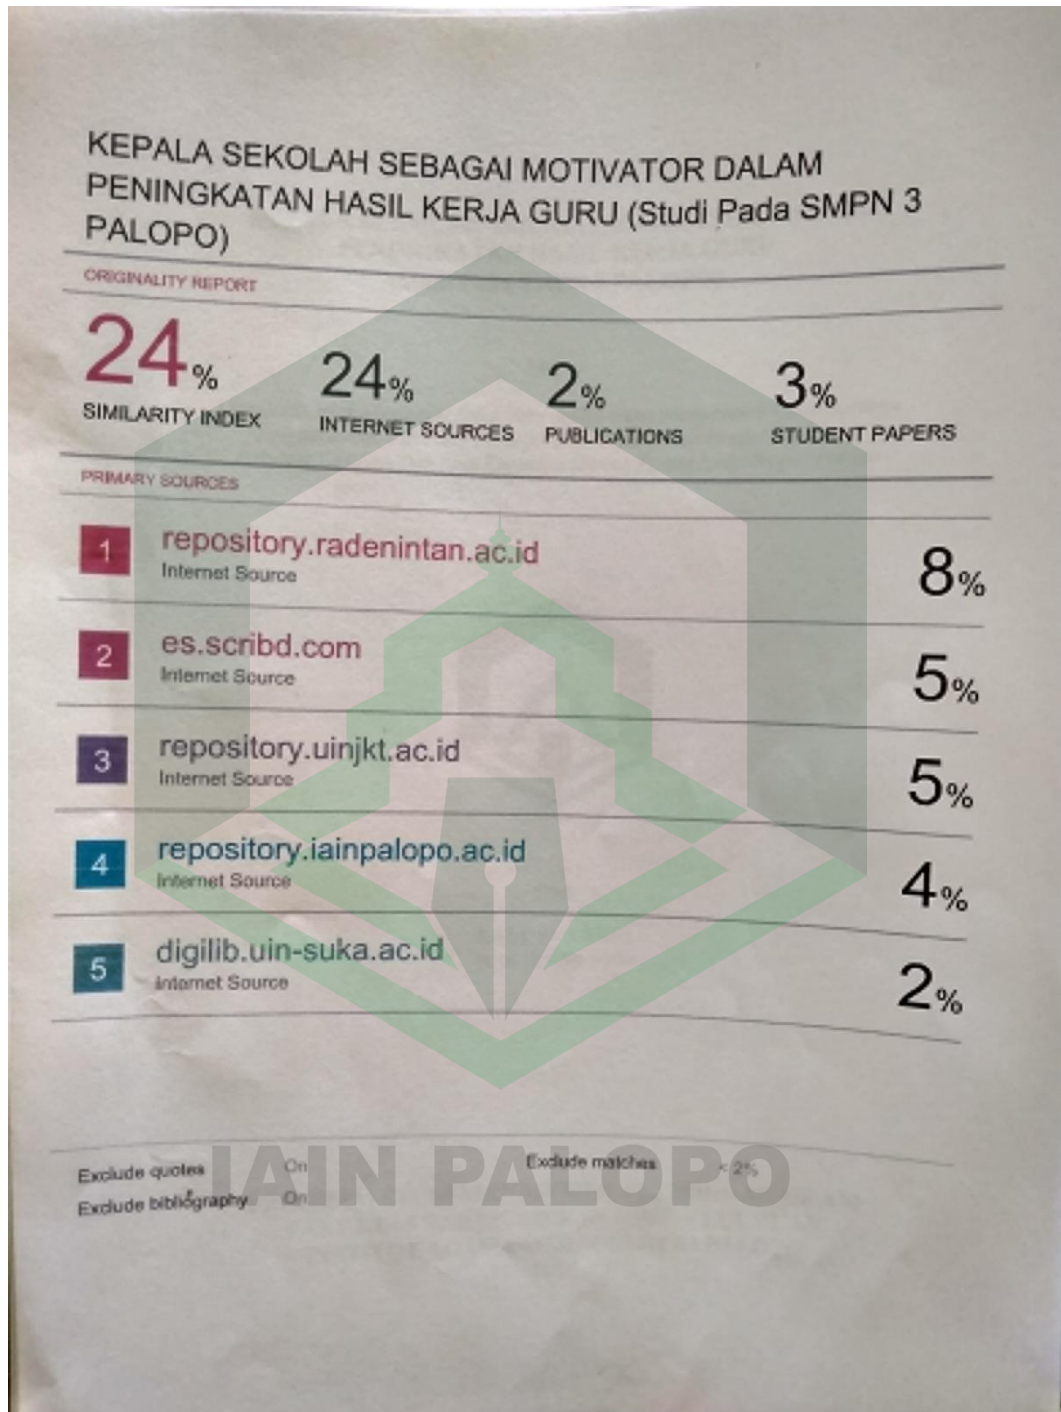 KEPALA SEKOLAH SEBAGAI MOTIVATOR DALAM
PENINGKATAN HASIL KERJA GURU (Studi Pada SMPN 3
PALOPO)
ORIGINALITY REPORT
24%
SIMILARITY INDEX
24%
INTERNET SOURCES
2%
PUBLICATIONS
3%
STUDENT PAPERS
PRIMARY SOURCES
1
repository.radenintan.ac.id
Internet Source
8%
2
es.scribd.com
Internet Source
5%
3
repository.uinjkt.ac.id
Internet Source
5%
4
repository.iainpalopo.ac.id
Internet Source
4%
5
digilib.uin-suka.ac.id
Internet Source
2%
Exclude quotes On
Exclude matches < 2%
Exclude bibliography On
IAIN PALOPO